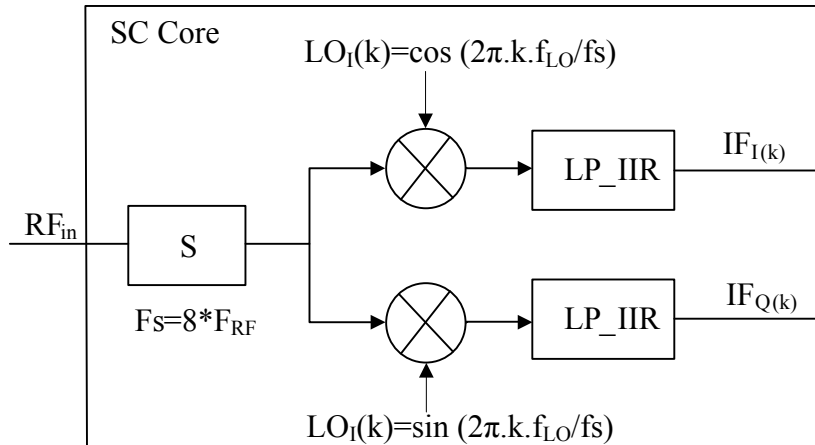 SC Core
LO_I(k)=cos (2π.k.f_LO/fs)
LP_IIR
IF_I(k)
RF_in
S
Fs=8*F_RF
LP_IIR
IF_Q(k)
LO_I(k)=sin (2π.k.f_LO/fs)